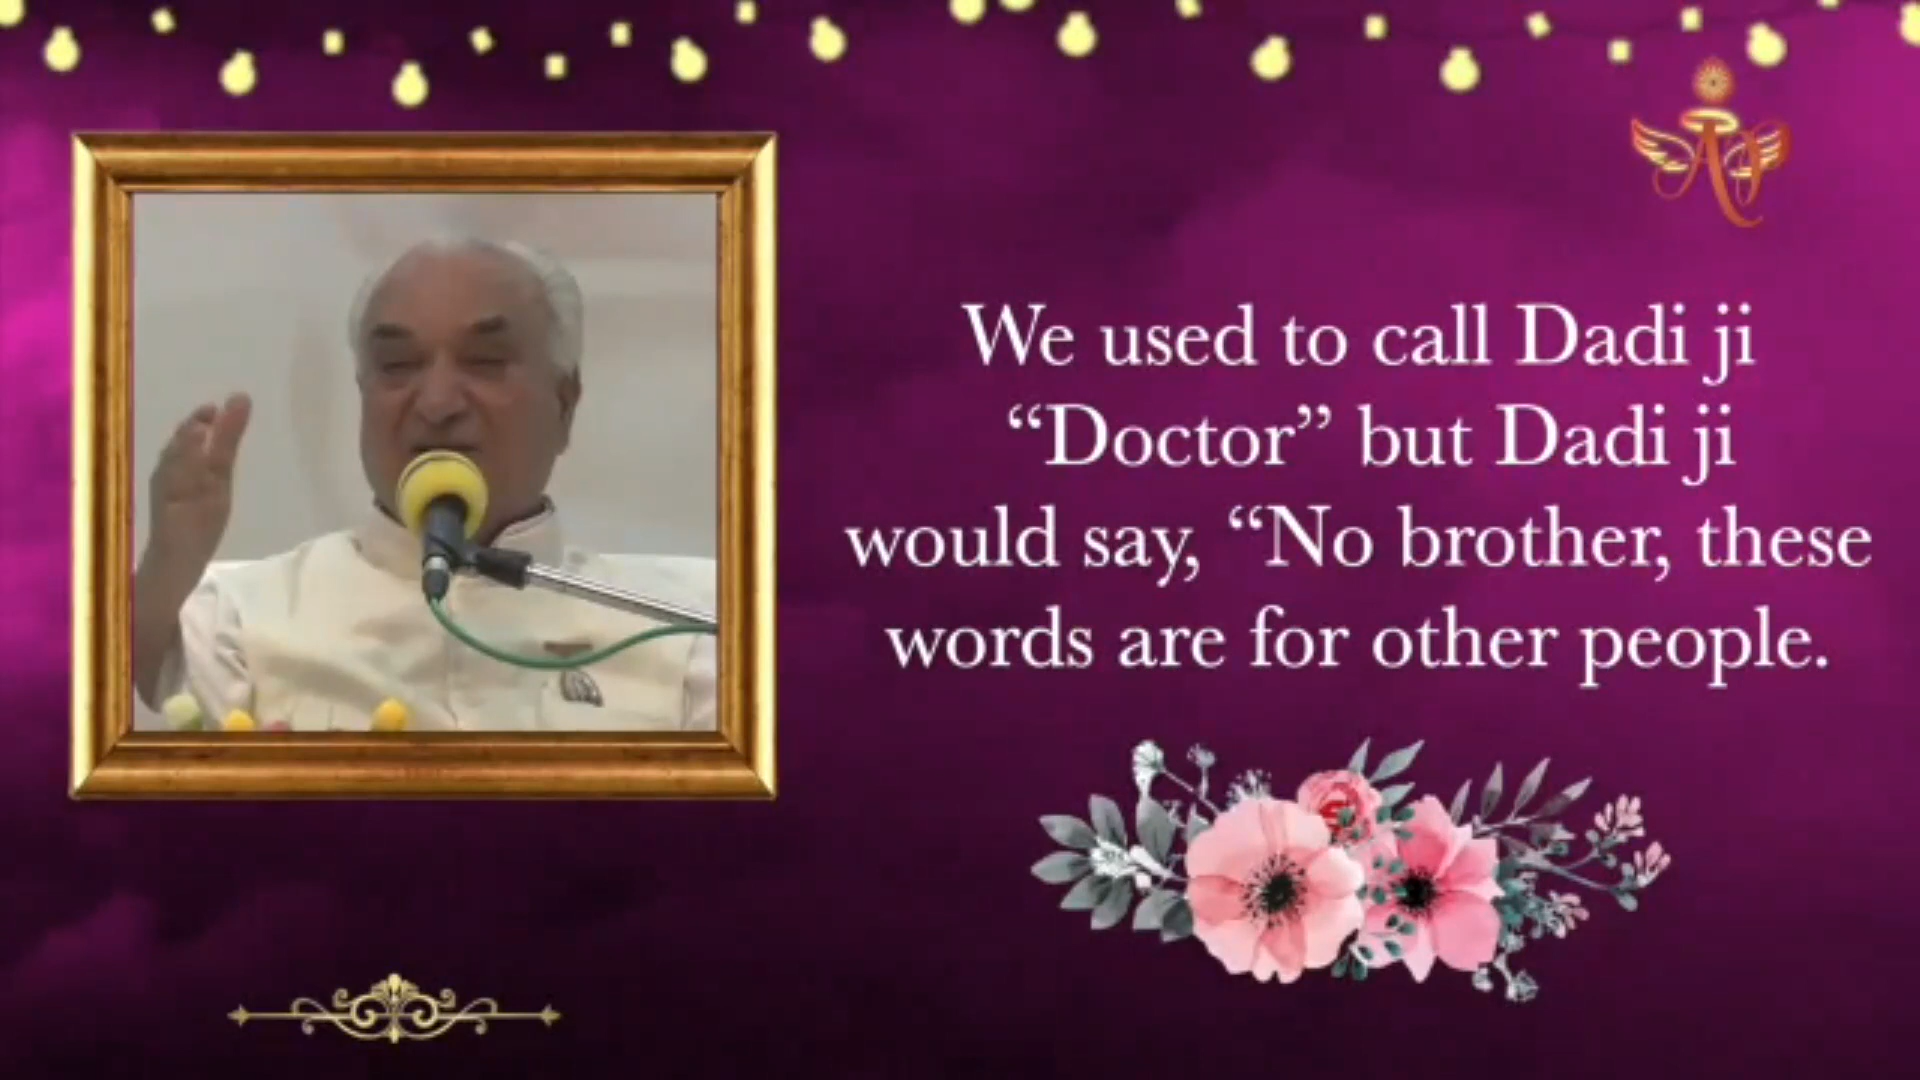 We used to call Dadi ji
“Doctor” but Dadi ji
would say, “No brother, these
words are for other people.